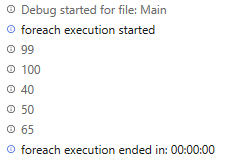 Debug started for file: Main
foreach execution started
99
100
40
50
65
foreach execution ended in: 00:00:00